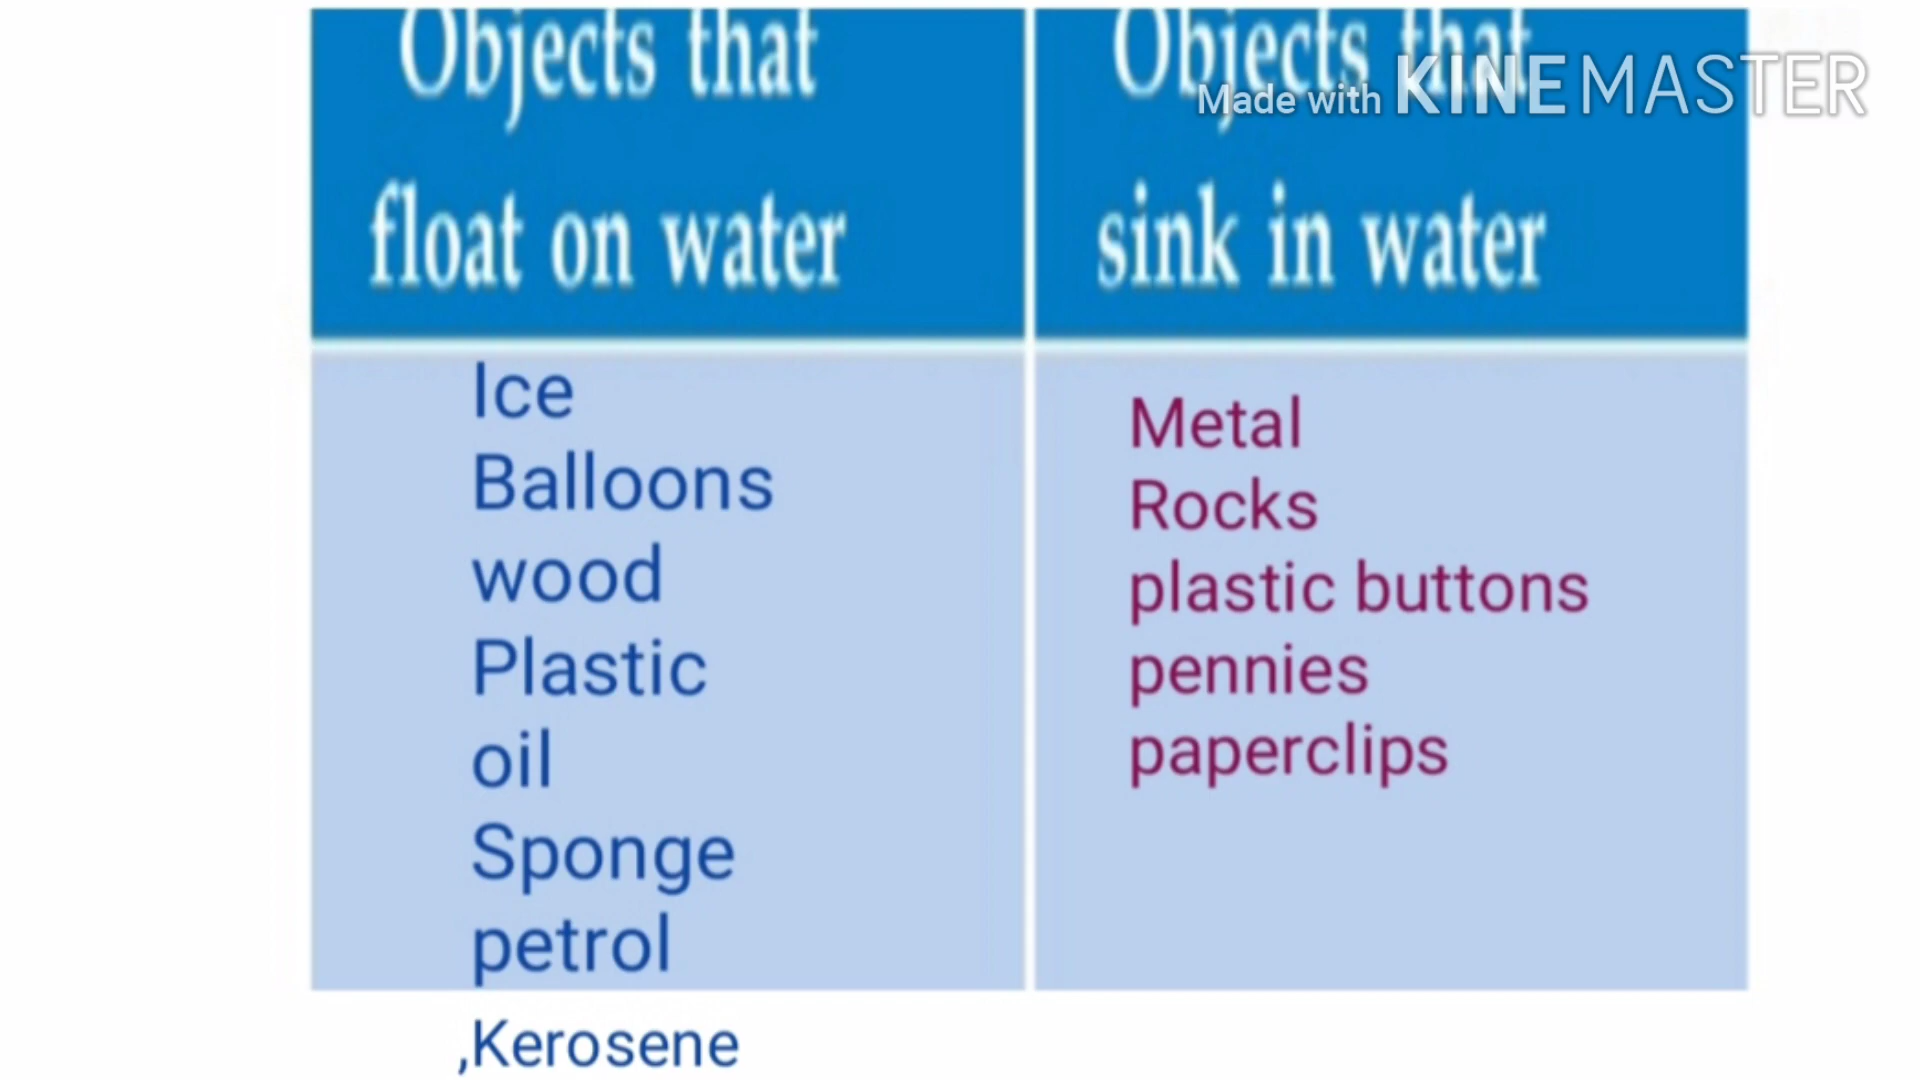 Objects that
float on water
Ice
Balloons
wood
Plastic
oil
Sponge
petrol
,Kerosene
Objects that
sink in water
Metal
Rocks
plastic buttons
pennies
paperclips
Made with KINEMASTER